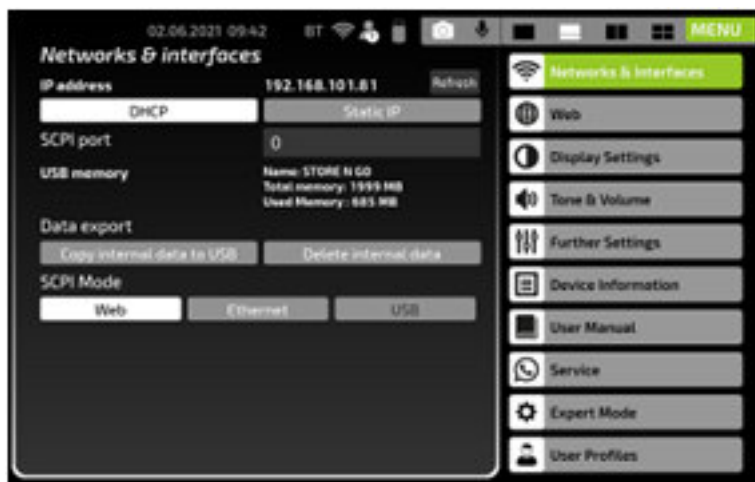 02.06.2021 09:42 BT MENU
Networks & interfaces
IP address 192.168.101.81 Refresh
DHCP Static IP
SCPI port 0
USB memory Name: STORE N GO
Total memory: 1999 MB
Used Memory: 685 MB
Data export
Copy internal data to USB Delete internal data
SCPI Mode
Web Ethernet USB
Networks & Interfaces
Web
Display Settings
Tone & Volume
Further Settings
Device Information
User Manual
Service
Expert Mode
User Profiles